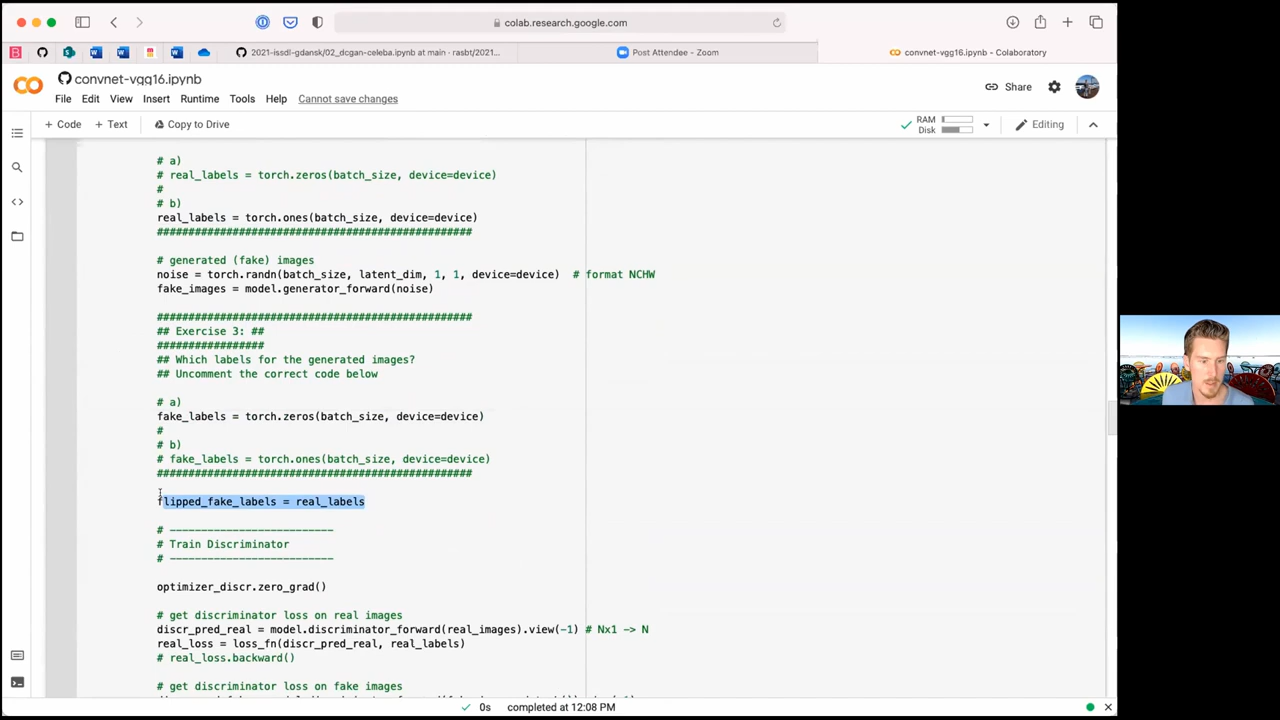 colab.research.google.com
2021-issdl-gdansk/02_dcgan-celeba.ipynb at main · rasbt/2021...
Post Attendee - Zoom
convnet-vgg16.ipynb - Colaboratory
convnet-vgg16.ipynb
Share
File Edit View Insert Runtime Tools Help Cannot save changes
+ Code + Text Copy to Drive
RAM
Disk
Editing
# a)
# real_labels = torch.zeros(batch_size, device=device)
#
# b)
real_labels = torch.ones(batch_size, device=device)
##################################################
# generated (fake) images
noise = torch.randn(batch_size, latent_dim, 1, 1, device=device)  # format NCHW
fake_images = model.generator_forward(noise)
##################################################
## Exercise 3: ##
#################
## Which labels for the generated images?
## Uncomment the correct code below
# a)
fake_labels = torch.zeros(batch_size, device=device)
#
# b)
# fake_labels = torch.ones(batch_size, device=device)
##################################################
flipped_fake_labels = real_labels
# --------------------------
# Train Discriminator
# --------------------------
optimizer_discr.zero_grad()
# get discriminator loss on real images
discr_pred_real = model.discriminator_forward(real_images).view(-1) # Nx1 -> N
real_loss = loss_fn(discr_pred_real, real_labels)
# real_loss.backward()
# get discriminator loss on fake images
0s completed at 12:08 PM